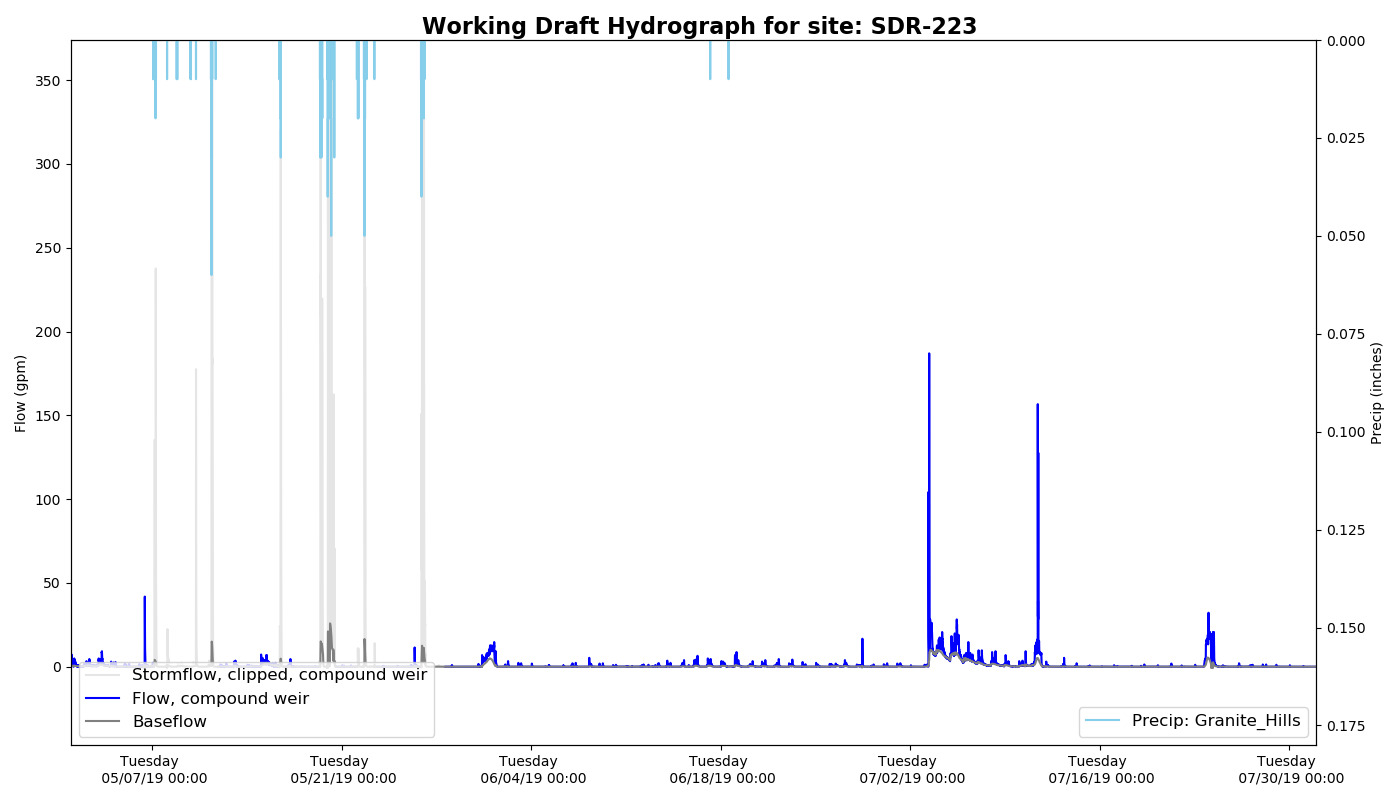 Working Draft Hydrograph for site: SDR-223
350
300
250
200
150
100
50
0
Flow (gpm)
0.000
0.025
0.050
0.075
0.100
0.125
0.150
0.175
Precip (inches)
Stormflow, clipped, compound weir
Flow, compound weir
Baseflow
Precip: Granite_Hills
Tuesday
05/07/19 00:00
Tuesday
05/21/19 00:00
Tuesday
06/04/19 00:00
Tuesday
06/18/19 00:00
Tuesday
07/02/19 00:00
Tuesday
07/16/19 00:00
Tuesday
07/30/19 00:00